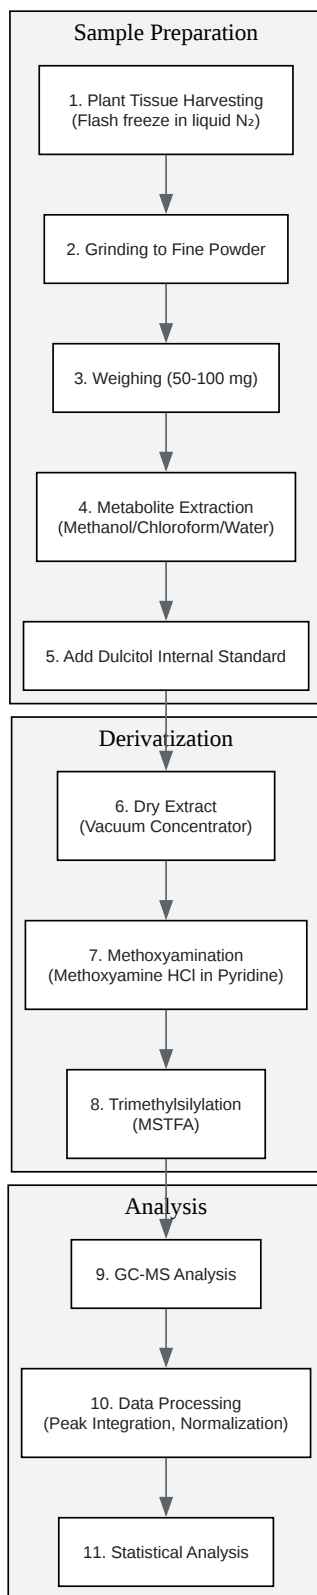 Sample Preparation
1. Plant Tissue Harvesting
(Flash freeze in liquid N₂)
2. Grinding to Fine Powder
3. Weighing (50-100 mg)
4. Metabolite Extraction
(Methanol/Chloroform/Water)
5. Add Dulcitol Internal Standard
Derivatization
6. Dry Extract
(Vacuum Concentrator)
7. Methoxyamination
(Methoxyamine HCl in Pyridine)
8. Trimethylsilylation
(MSTFA)
Analysis
9. GC-MS Analysis
10. Data Processing
(Peak Integration, Normalization)
11. Statistical Analysis